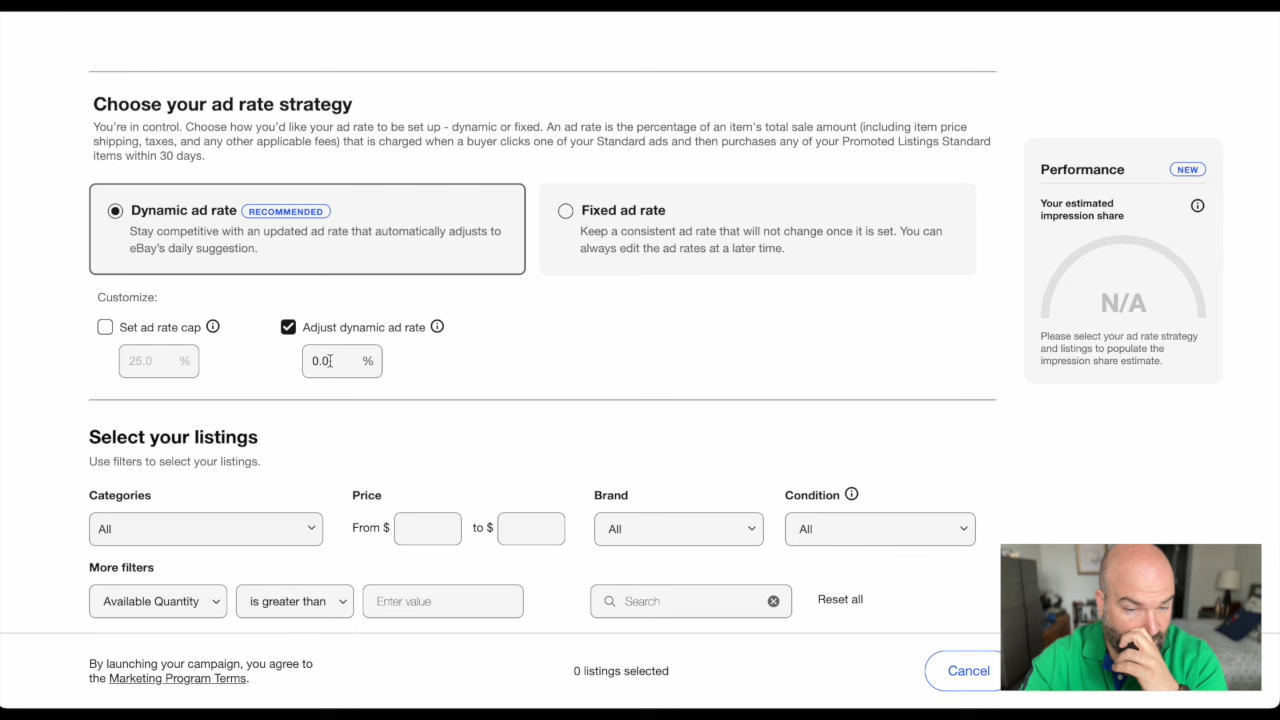 Choose your ad rate strategy
You're in control. Choose how you'd like your ad rate to be set up - dynamic or fixed. An ad rate is the percentage of an item's total sale amount (including item price
shipping, taxes, and any other applicable fees) that is charged when a buyer clicks one of your Standard ads and then purchases any of your Promoted Listings Standard
items within 30 days.
Dynamic ad rate RECOMMENDED
Stay competitive with an updated ad rate that automatically adjusts to
eBay's daily suggestion.
Fixed ad rate
Keep a consistent ad rate that will not change once it is set. You can
always edit the ad rates at a later time.
Customize:
Set ad rate cap
Adjust dynamic ad rate
25.0 %
0.0 %
Performance NEW
Your estimated
impression share
N/A
Please select your ad rate strategy
and listings to populate the
impression share estimate.
Select your listings
Use filters to select your listings.
Categories
Price
Brand
Condition
All
From $
to $
All
All
More filters
Available Quantity
is greater than
Enter value
Search
Reset all
By launching your campaign, you agree to
the Marketing Program Terms.
0 listings selected
Cancel